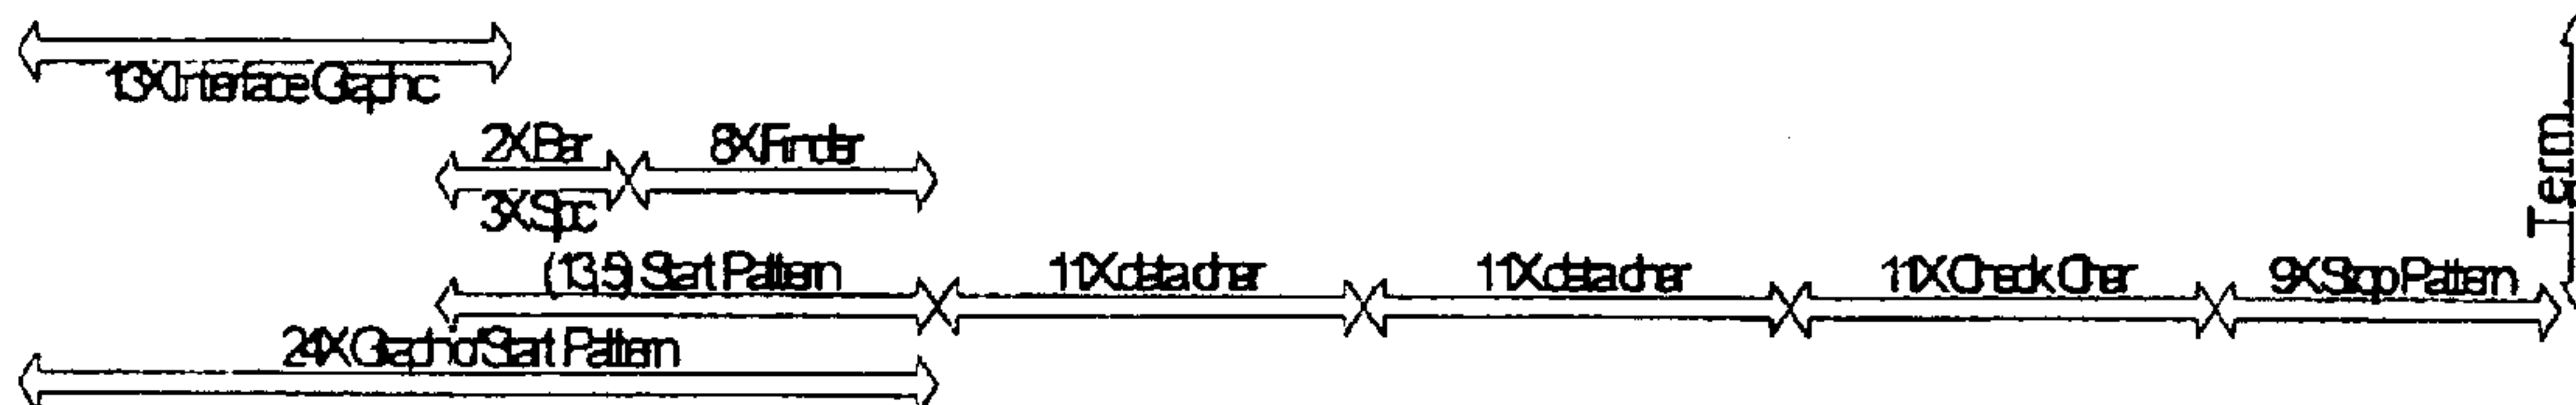 13X Interface Graphic
2X Bar
8X Finder
3X Spc
(13.5) Start Pattern
11X data char
11X data char
11X Check Char
9X Stop Pattern
Term.
24X Graphic/Start Pattern